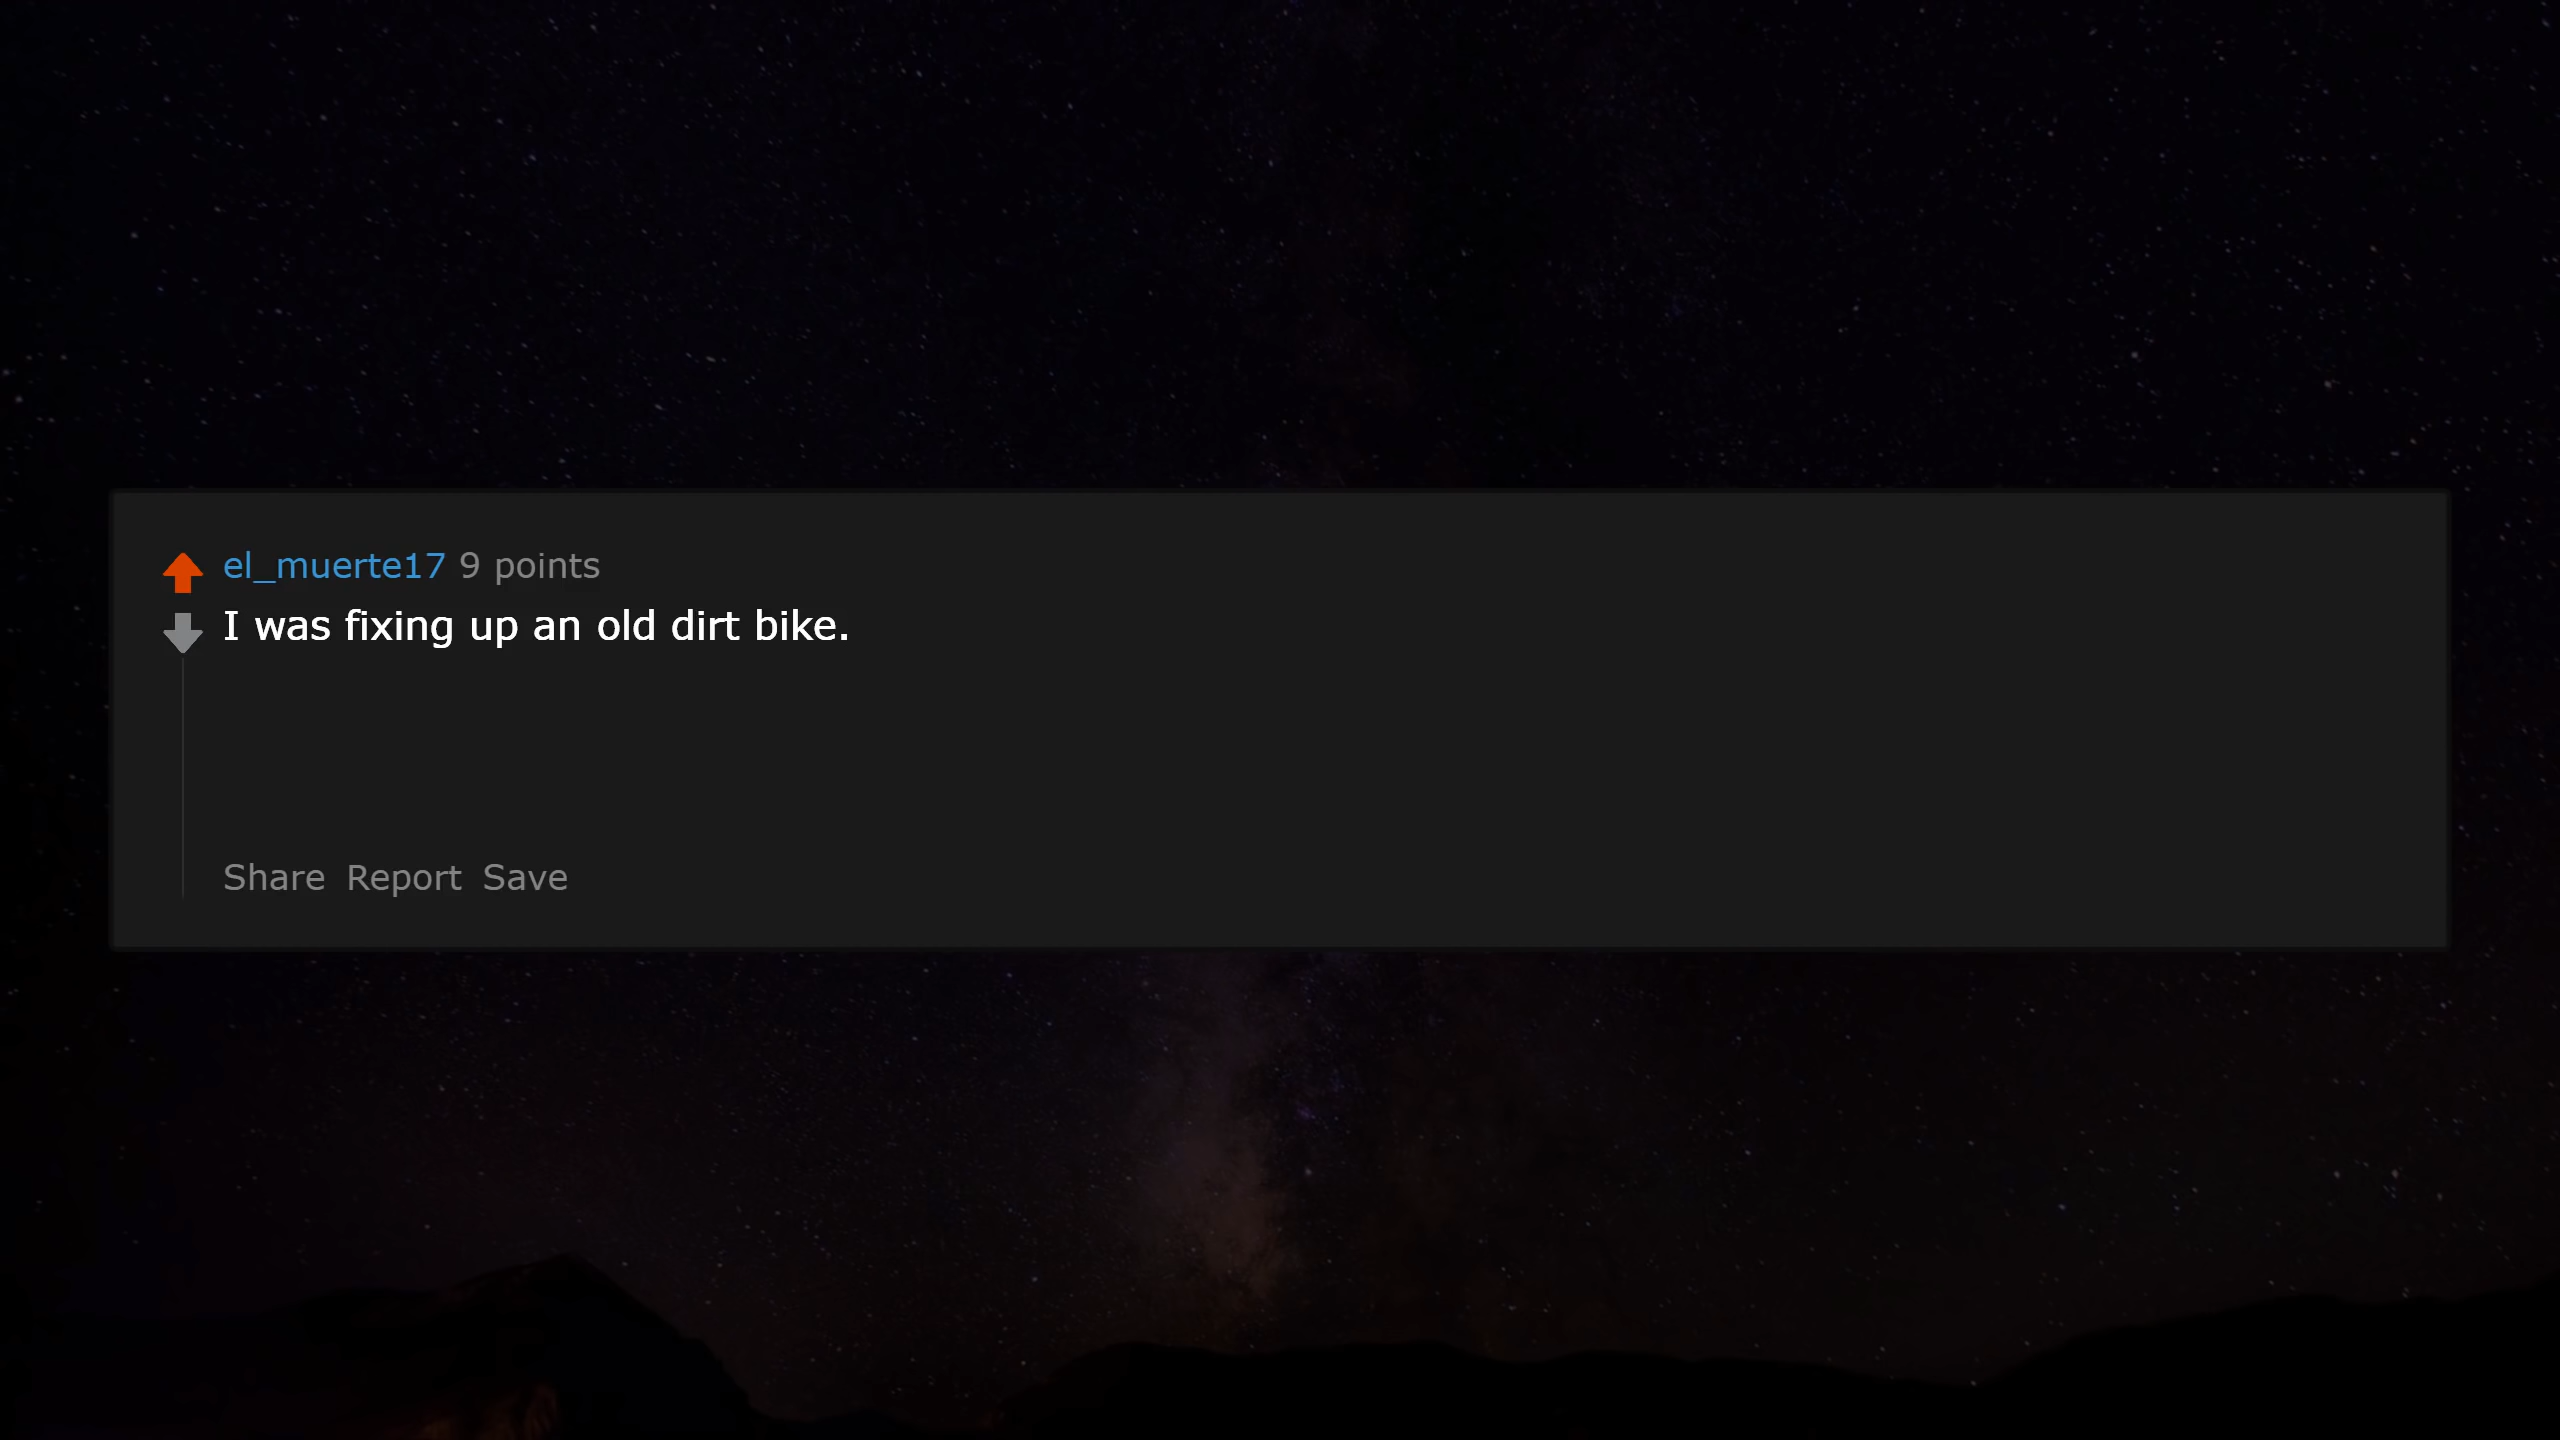 el_muerte17 9 points
I was fixing up an old dirt bike.
Share Report Save